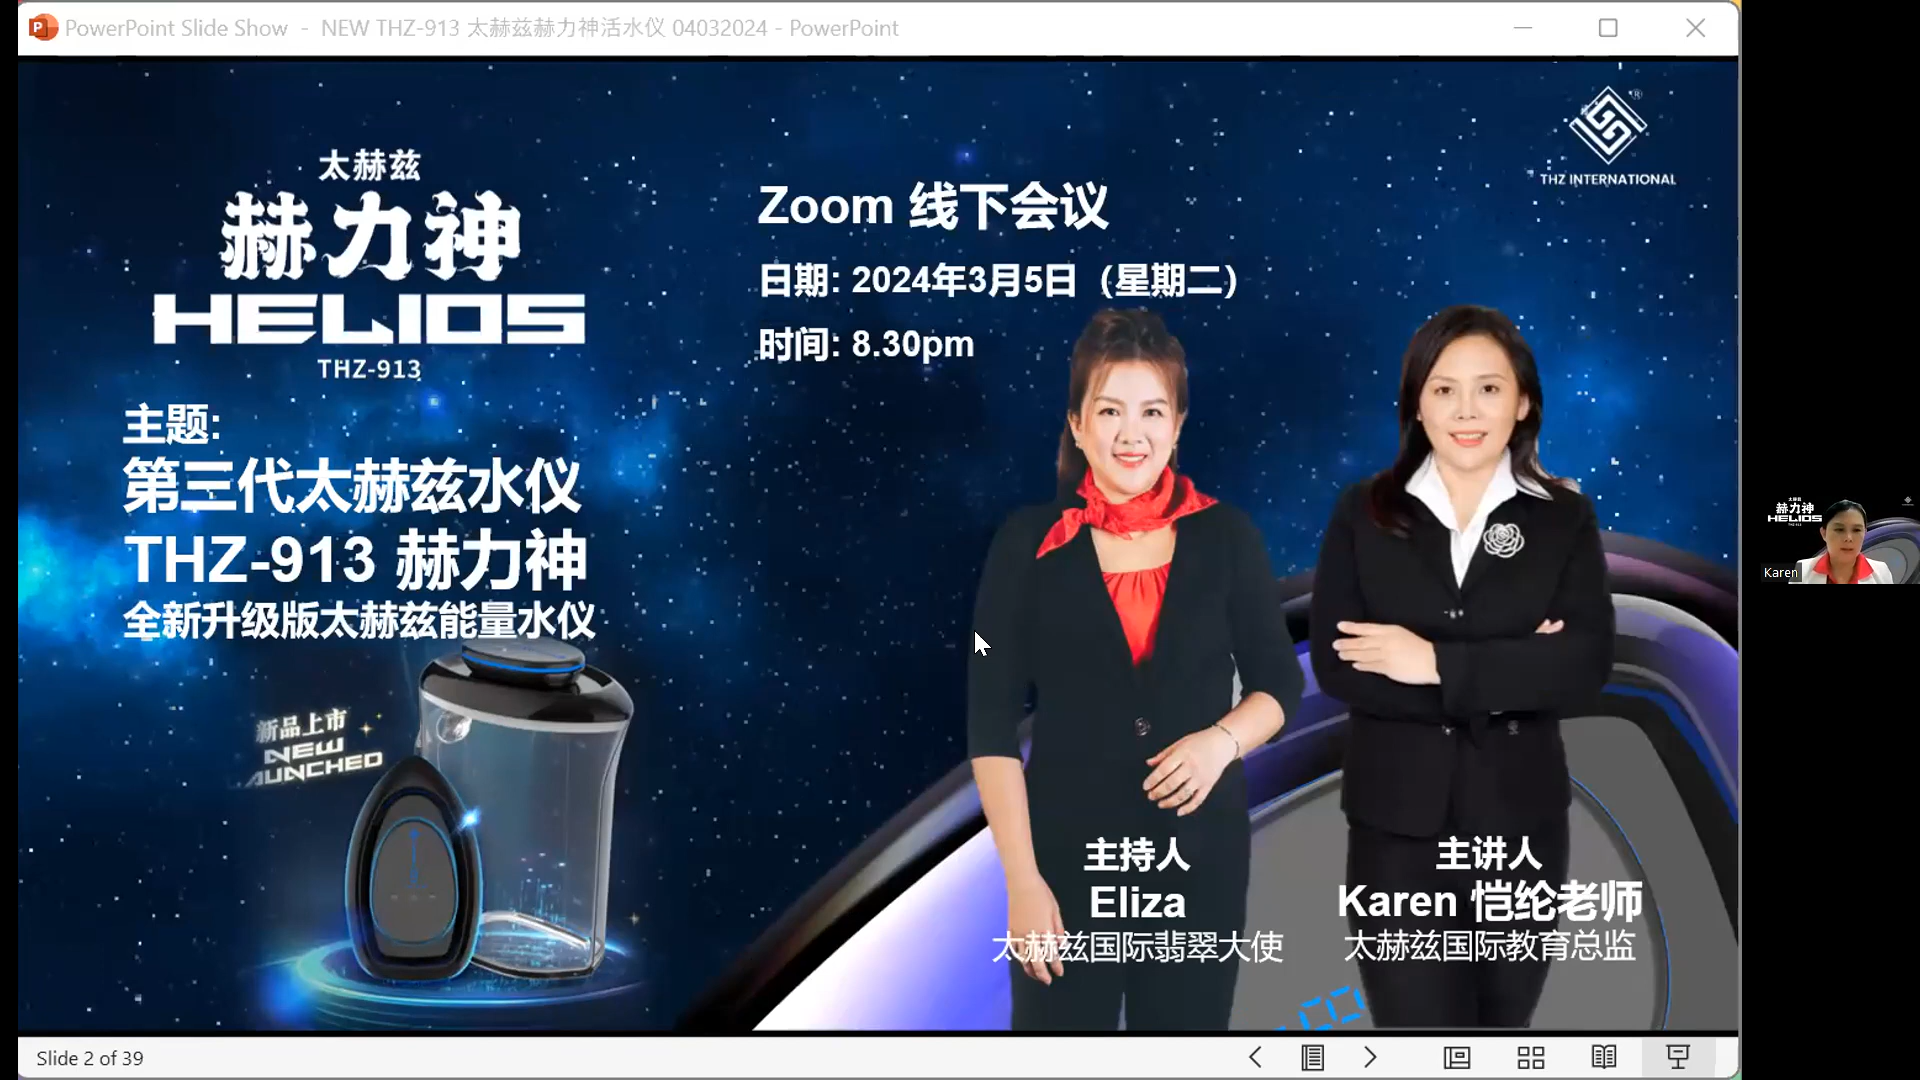 PowerPoint Slide Show - NEW THZ-913 太赫兹赫力神活水仪 04032024 - PowerPoint
太赫兹
赫力神
HELIOS
THZ-913
主题:
第三代太赫兹水仪
THZ-913 赫力神
全新升级版太赫兹能量水仪
新品上市
NEW
LAUNCHED
Zoom 线下会议
日期: 2024年3月5日（星期二）
时间: 8.30pm
THZ INTERNATIONAL
主持人
Eliza
太赫兹国际翡翠大使
主讲人
Karen 恺纶老师
太赫兹国际教育总监
赫力神
HELIOS
Karen
Slide 2 of 39